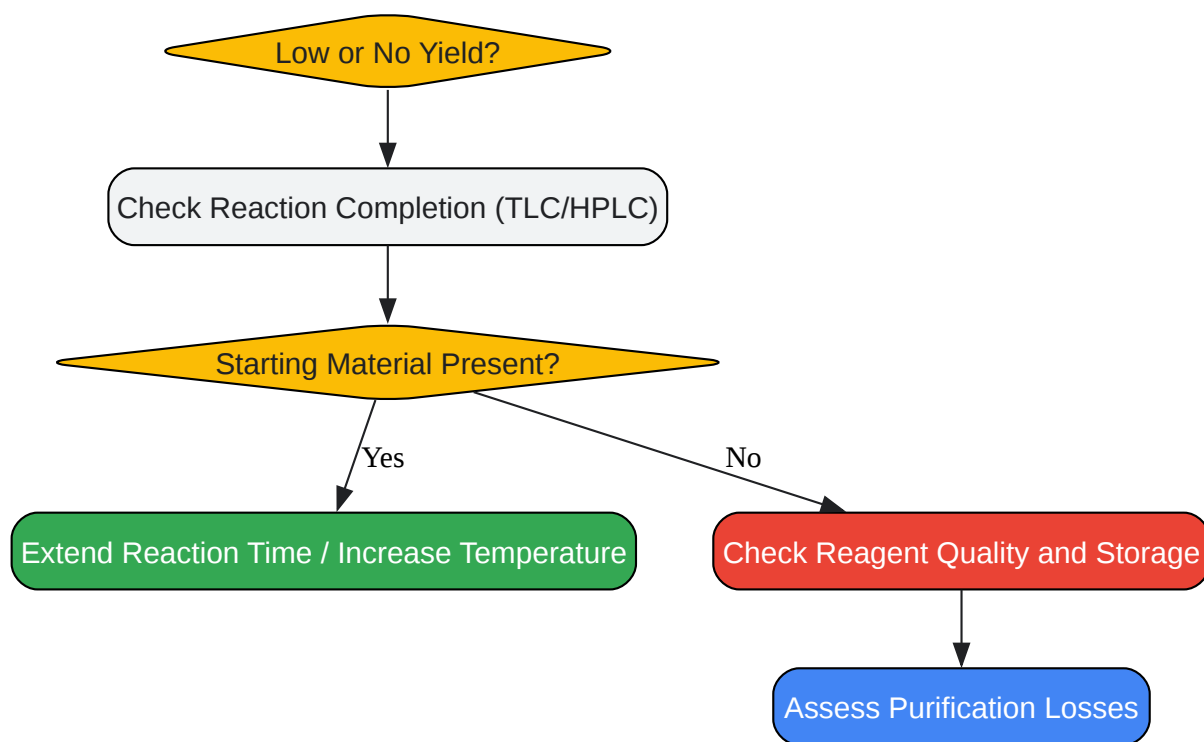 Low or No Yield?
Check Reaction Completion (TLC/HPLC)
Starting Material Present?
Yes
No
Extend Reaction Time / Increase Temperature
Check Reagent Quality and Storage
Assess Purification Losses